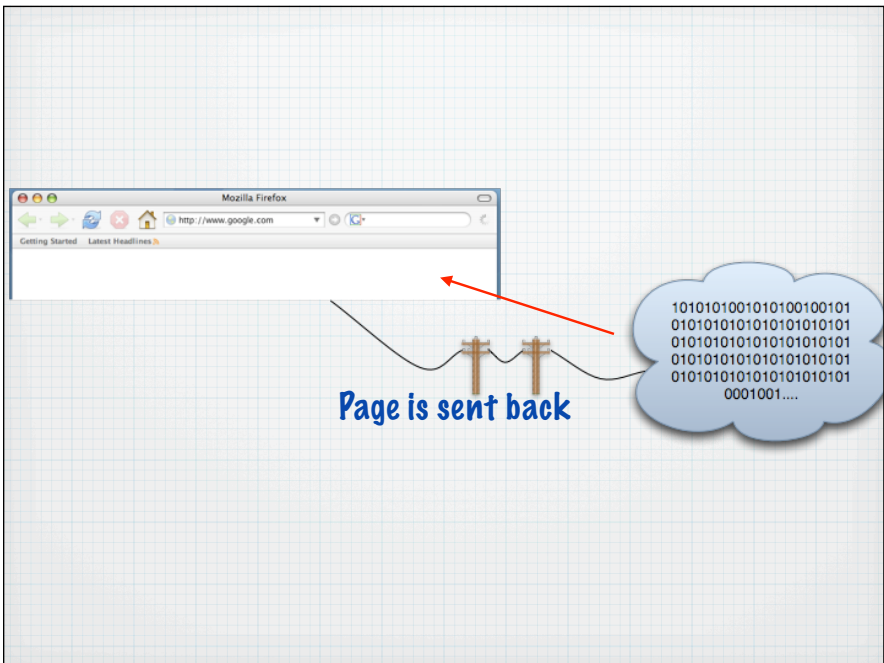 Mozilla Firefox
http://www.google.com
G
Getting Started Latest Headlines
1010101001010100100101
0101010101010101010101
0101010101010101010101
0101010101010101010101
0101010101010101010101
0001001....
Page is sent back